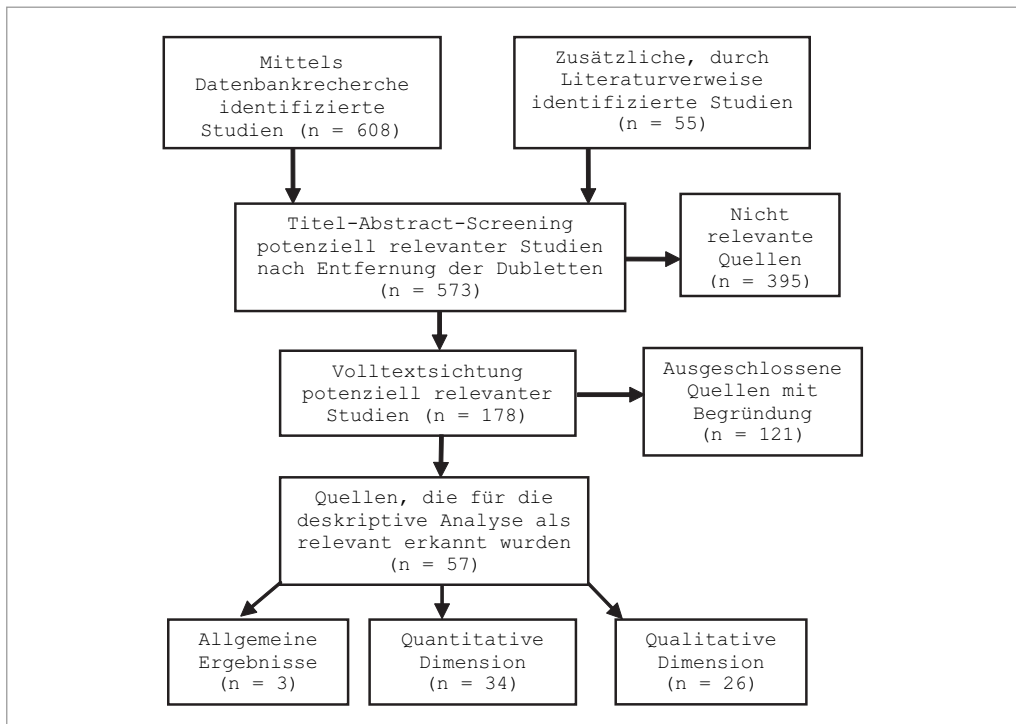 Mittels
Datenbankrecherche
identifizierte
Studien (n = 608)
Zusätzliche, durch
Literaturverweise
identifizierte Studien
(n = 55)
Titel-Abstract-Screening
potenziell relevanter Studien
nach Entfernung der Dubletten
(n = 573)
Nicht
relevante
Quellen
(n = 395)
Volltextsichtung
potenziell relevanter
Studien (n = 178)
Ausgeschlossene
Quellen mit
Begründung
(n = 121)
Quellen, die für die
deskriptive Analyse als
relevant erkannt wurden
(n = 57)
Allgemeine
Ergebnisse
(n = 3)
Quantitative
Dimension
(n = 34)
Qualitative
Dimension
(n = 26)